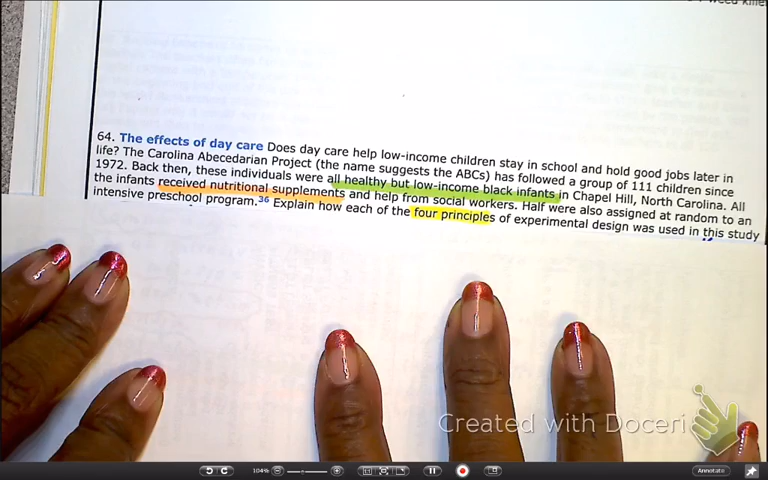 64. The effects of day care Does day care help low-income children stay in school and hold good jobs later in
life? The Carolina Abecedarian Project (the name suggests the ABCs) has followed a group of 111 children since
1972. Back then, these individuals were all healthy but low-income black infants in Chapel Hill, North Carolina. All
the infants received nutritional supplements and help from social workers. Half were also assigned at random to an
intensive preschool program.36 Explain how each of the four principles of experimental design was used in this study
Created with Doceri
104%
Annotate